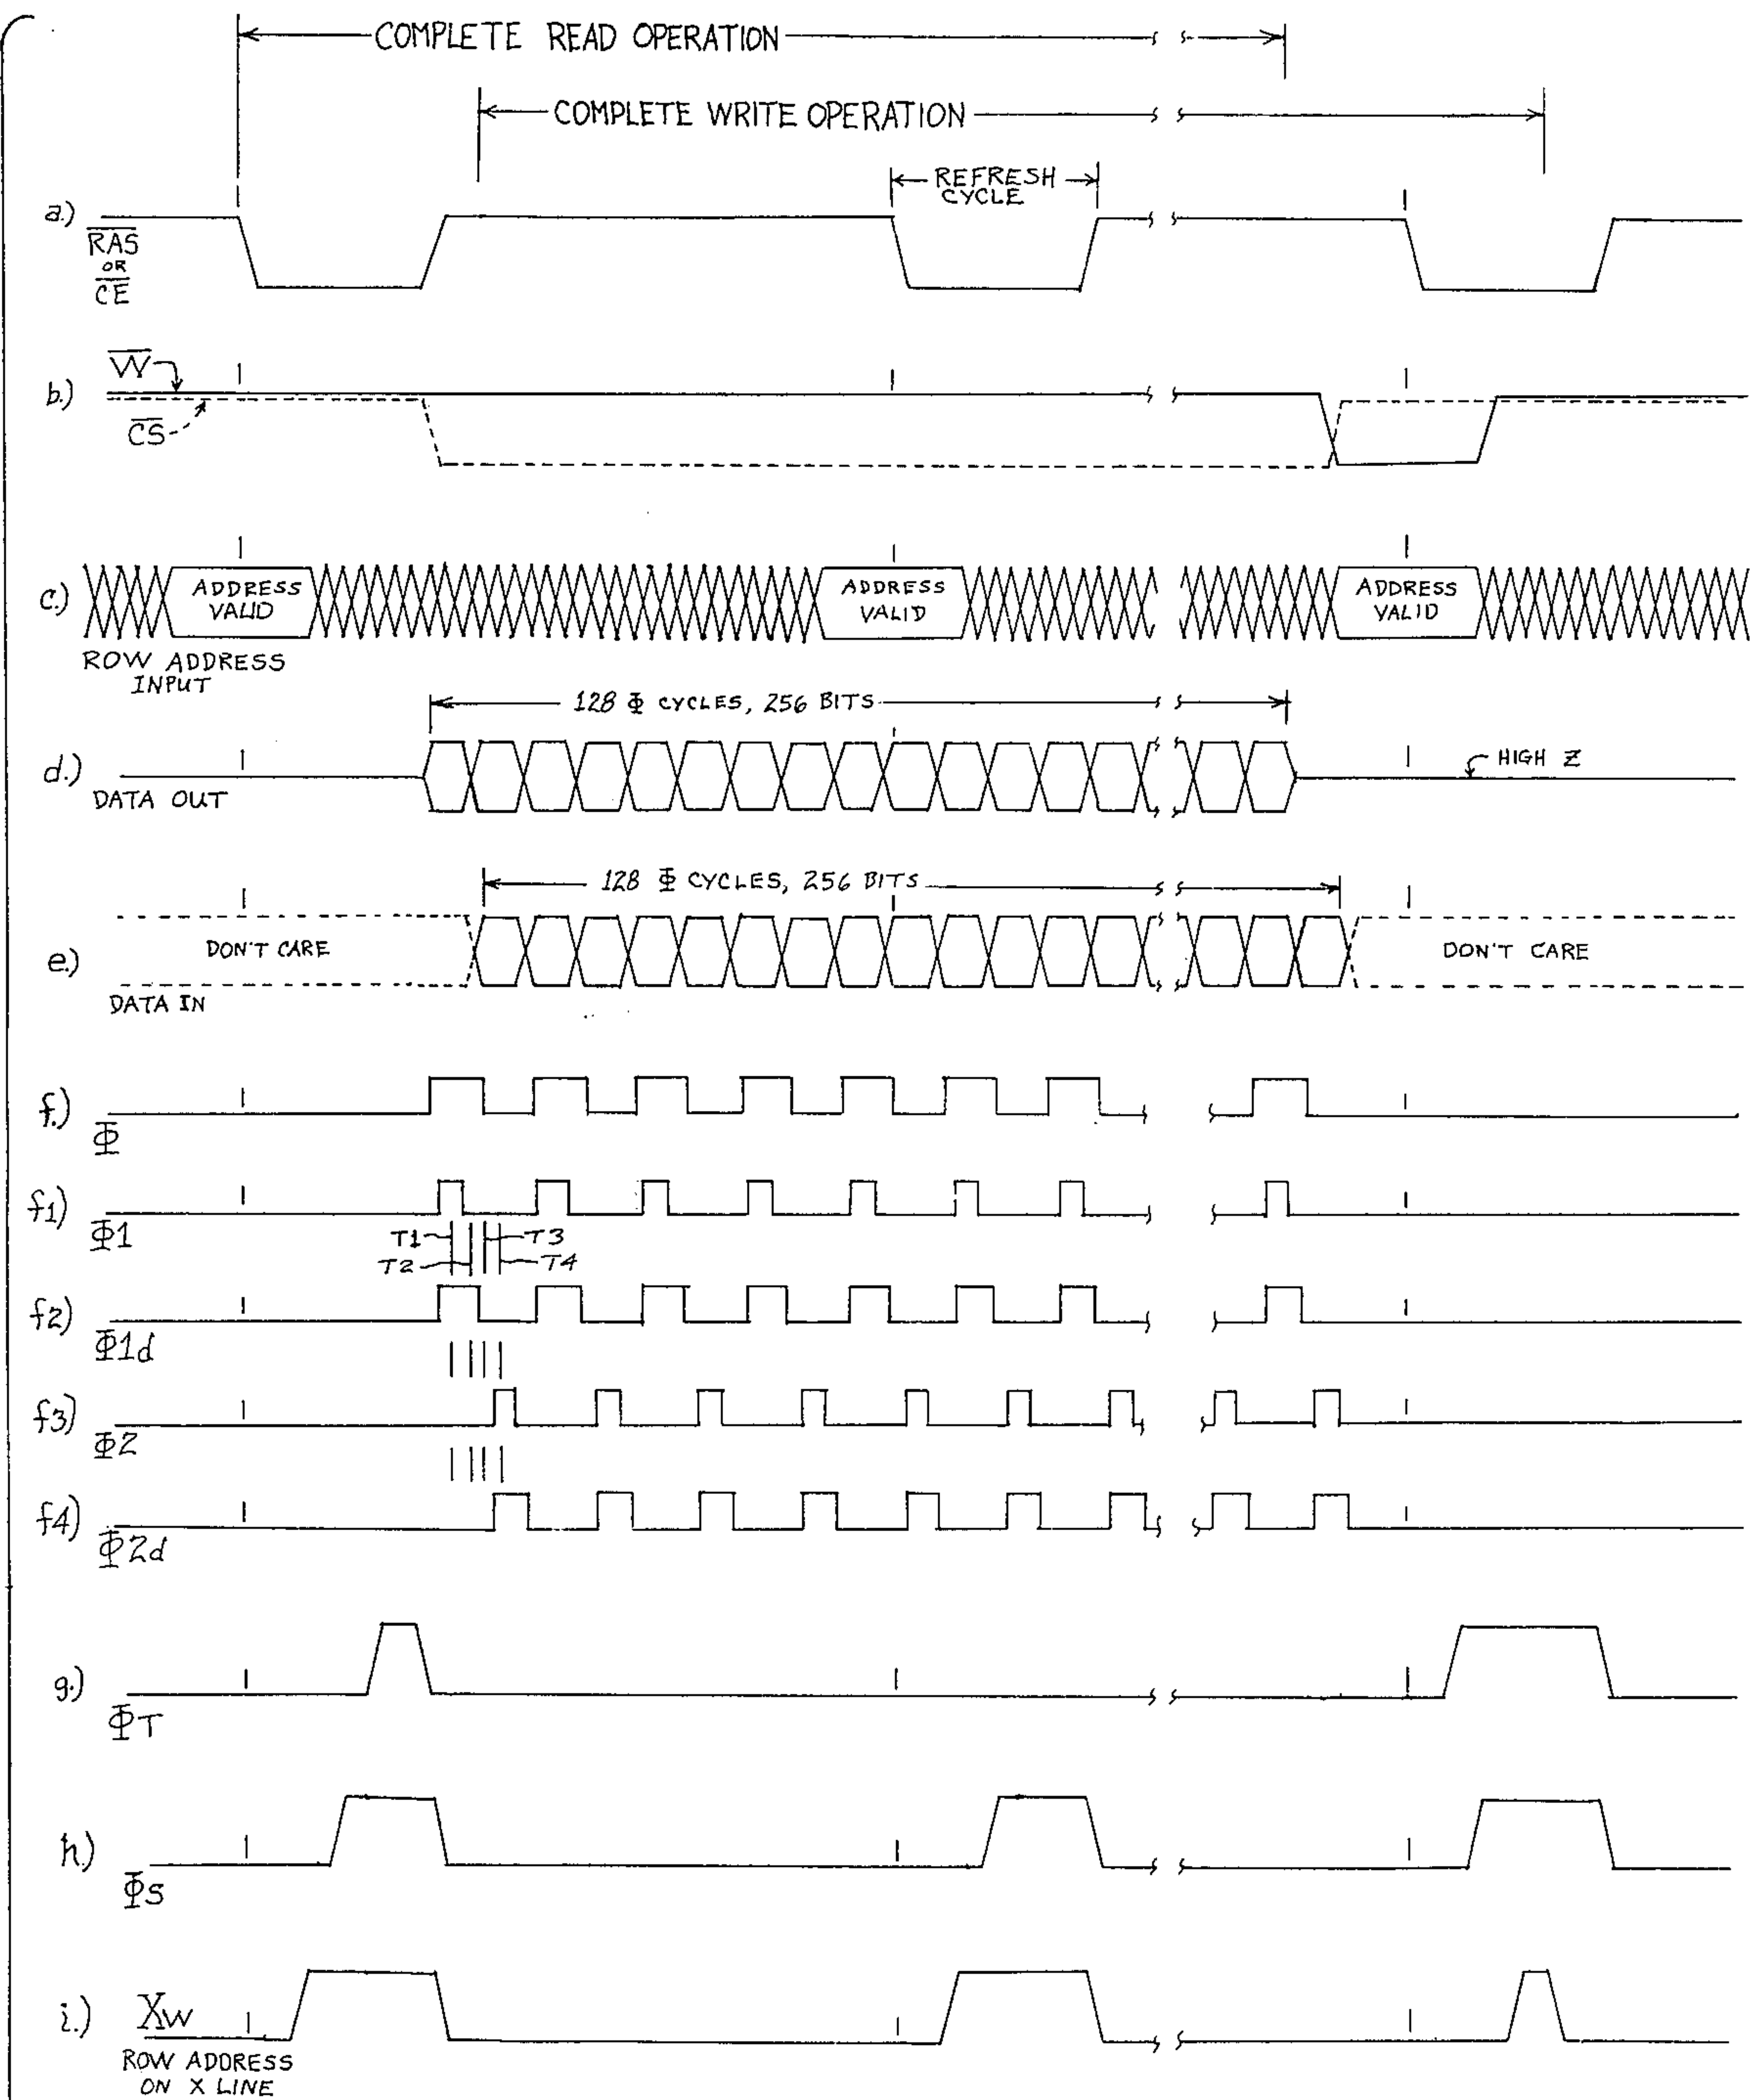 COMPLETE READ OPERATION
COMPLETE WRITE OPERATION
REFRESH
CYCLE
a.)
RAS
OR
CE
W
b.)
CS
c.)
ADDRESS
VALID
ADDRESS
VALID
ADDRESS
VALID
ROW ADDRESS
INPUT
128 Φ CYCLES, 256 BITS
d.)
HIGH Z
DATA OUT
128 Φ CYCLES, 256 BITS
e.)
DON'T CARE
DON'T CARE
DATA IN
f.)
Φ
f1)
Φ1
T1
T3
T2
T4
f2)
Φ1d
f3)
Φ2
f4)
Φ2d
g.)
ΦT
h.)
ΦS
i.)
XW
ROW ADDRESS
ON X LINE